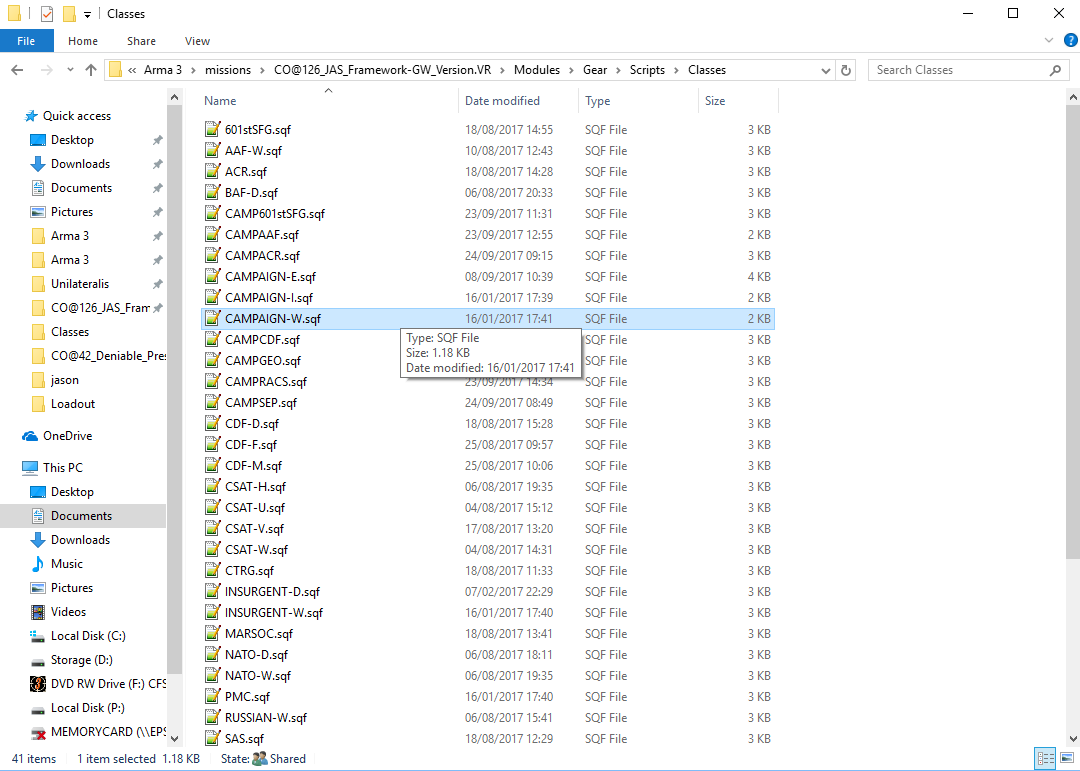 Classes
File Home Share View
« Arma 3 > missions > CO@126_JAS_Framework-GW_Version.VR > Modules > Gear > Scripts > Classes
Search Classes
Name Date modified Type Size
Quick access
Desktop
Downloads
Documents
Pictures
Arma 3
Arma 3
Unilateralis
CO@126_JAS_Fram
Classes
CO@42_Deniable_Pres
jason
Loadout
OneDrive
This PC
Desktop
Documents
Downloads
Music
Pictures
Videos
Local Disk (C:)
Storage (D:)
DVD RW Drive (F:) CFS
Local Disk (P:)
MEMORYCARD (\\EPS
601stSFG.sqf 18/08/2017 14:55 SQF File 3 KB
AAF-W.sqf 10/08/2017 12:43 SQF File 3 KB
ACR.sqf 18/08/2017 14:28 SQF File 3 KB
BAF-D.sqf 06/08/2017 20:33 SQF File 3 KB
CAMP601stSFG.sqf 23/09/2017 11:31 SQF File 3 KB
CAMPAAF.sqf 23/09/2017 12:55 SQF File 2 KB
CAMPACR.sqf 24/09/2017 09:15 SQF File 3 KB
CAMPAIGN-E.sqf 08/09/2017 10:39 SQF File 4 KB
CAMPAIGN-I.sqf 16/01/2017 17:39 SQF File 2 KB
CAMPAIGN-W.sqf 16/01/2017 17:41 SQF File 2 KB
CAMPCDF.sqf SQF File 3 KB
CAMPGEO.sqf SQF File 3 KB
CAMPRACS.sqf 23/09/2017 14:34 SQF File 3 KB
CAMPSEP.sqf 24/09/2017 08:49 SQF File 3 KB
CDF-D.sqf 18/08/2017 15:28 SQF File 3 KB
CDF-F.sqf 25/08/2017 09:57 SQF File 3 KB
CDF-M.sqf 25/08/2017 10:06 SQF File 3 KB
CSAT-H.sqf 06/08/2017 19:35 SQF File 3 KB
CSAT-U.sqf 04/08/2017 15:12 SQF File 3 KB
CSAT-V.sqf 17/08/2017 13:20 SQF File 3 KB
CSAT-W.sqf 04/08/2017 14:31 SQF File 3 KB
CTRG.sqf 18/08/2017 11:33 SQF File 3 KB
INSURGENT-D.sqf 07/02/2017 22:29 SQF File 3 KB
INSURGENT-W.sqf 16/01/2017 17:40 SQF File 3 KB
MARSOC.sqf 18/08/2017 13:41 SQF File 3 KB
NATO-D.sqf 06/08/2017 18:11 SQF File 3 KB
NATO-W.sqf 06/08/2017 19:35 SQF File 3 KB
PMC.sqf 16/01/2017 17:40 SQF File 3 KB
RUSSIAN-W.sqf 06/08/2017 15:41 SQF File 3 KB
SAS.sqf 18/08/2017 12:29 SQF File 3 KB
Type: SQF File
Size: 1.18 KB
Date modified: 16/01/2017 17:41
41 items 1 item selected 1.18 KB State: Shared